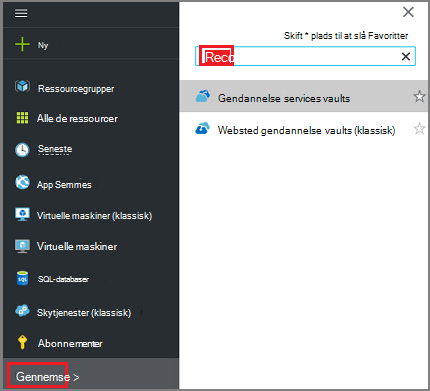 Ny
Ressourcegrupper
Alle de ressourcer
Seneste
App Semmes
Virtuelle maskiner (klassisk)
Virtuelle maskiner
SQL
SQL-databaser
Skytjenester (klassisk)
Abonnementer
Gennemse >
Skift * plads til at slå Favoritter
Reco
Gendannelse services vaults
Websted gendannelse vaults (klassisk)